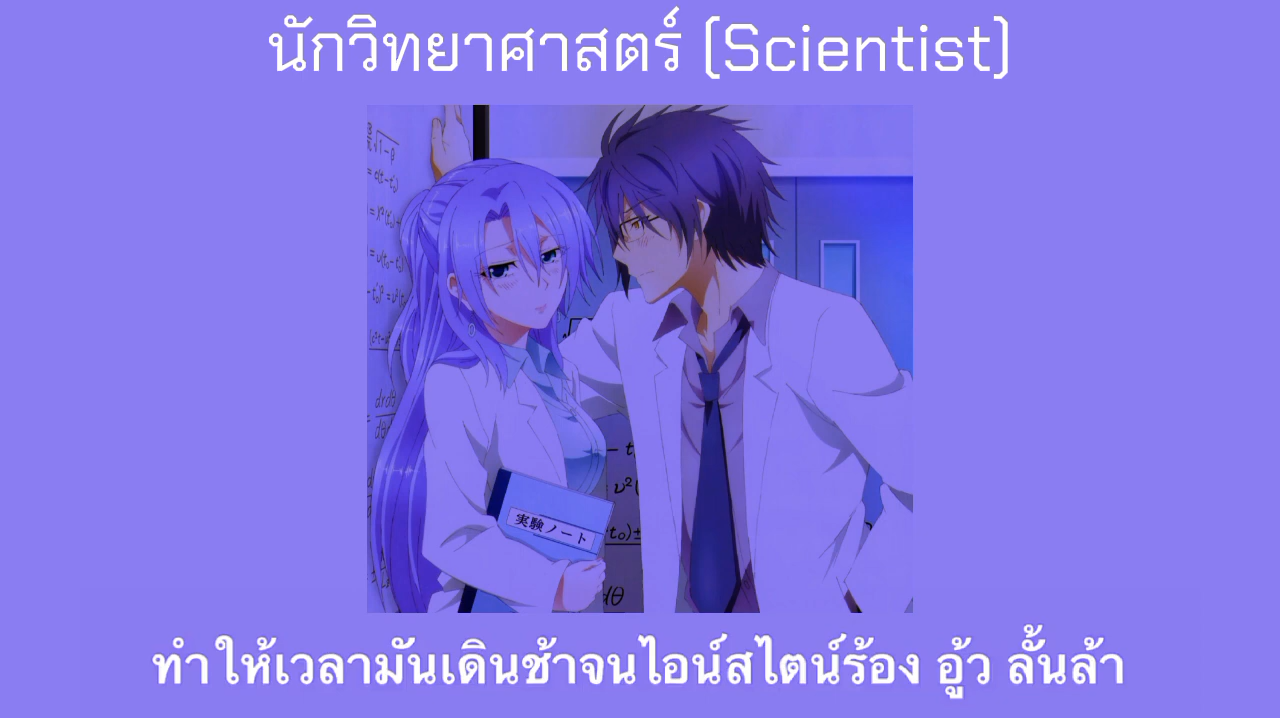 นักวิทยาศาสตร์ (Scientist)
実験ノート
ทำให้เวลามันเดินช้าจนไอน์สไตน์ร้อง อู้ว ลั้นล้า